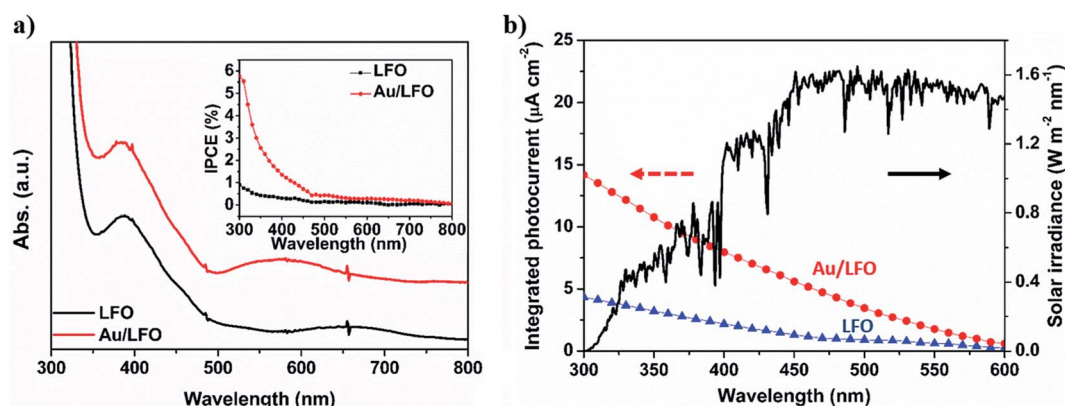 a)
Abs. (a.u.)
LFO
Au/LFO
300 400 500 600 700 800
Wavelength (nm)
IPCE (%)
6
5
4
3
2
1
0
LFO
Au/LFO
300 400 500 600 700 800
Wavelength (nm)
b)
Integrated photocurrent (μA cm-2)
25
20
15
10
5
0
Au/LFO
LFO
300 350 400 450 500 550 600
Wavelength (nm)
1.6
1.2
0.8
0.4
0.0
Solar irradiance (W m-2 nm-1)